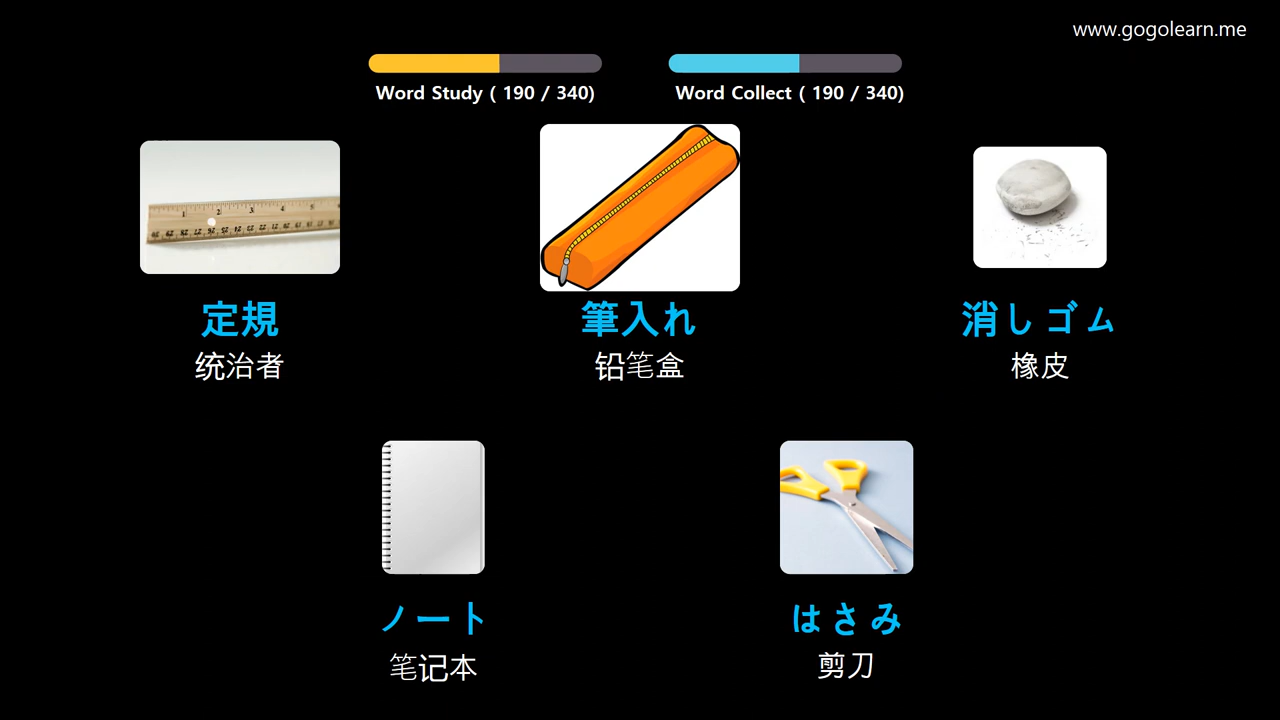 www.gogolearn.me
Word Study ( 190 / 340)
Word Collect ( 190 / 340)
定規
统治者
筆入れ
铅笔盒
消しゴム
橡皮
ノート
笔记本
はさみ
剪刀